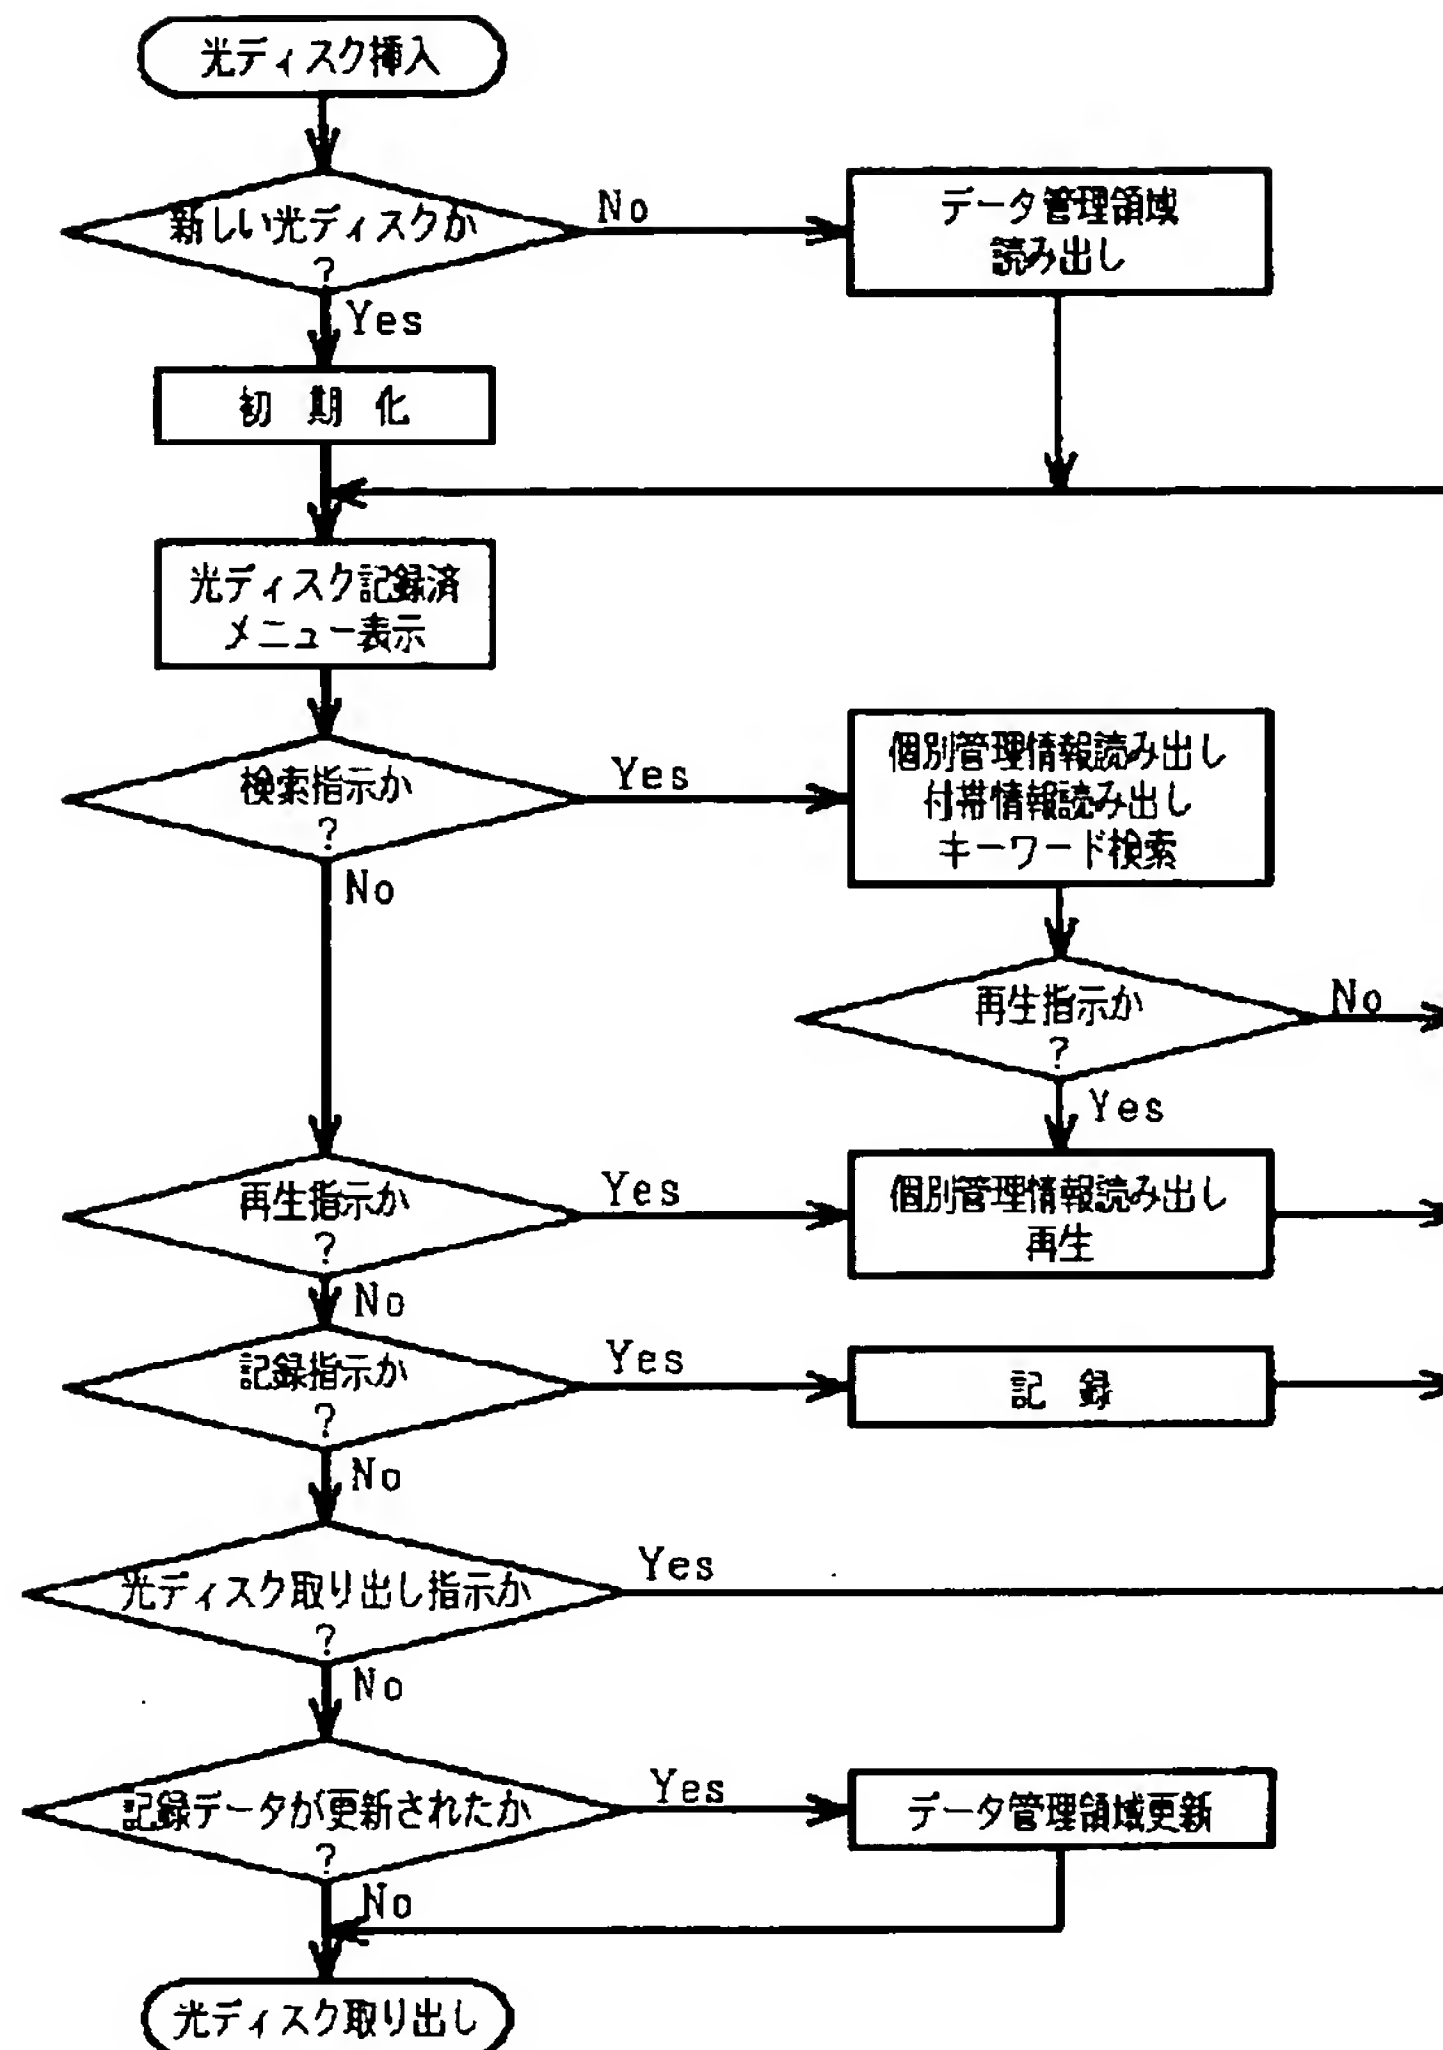 光ディスク挿入
新しい光ディスクか
?
No
データ管理領域
読み出し
Yes
初 期 化
光ディスク記録済
メニュー表示
検索指示か
?
Yes
個別管理情報読み出し
付帯情報読み出し
キーワード検索
No
再生指示か
?
No
Yes
再生指示か
?
Yes
個別管理情報読み出し
再生
No
記録指示か
?
Yes
記 録
No
光ディスク取り出し指示か
?
Yes
No
記録データが更新されたか
?
Yes
データ管理領域更新
No
光ディスク取り出し